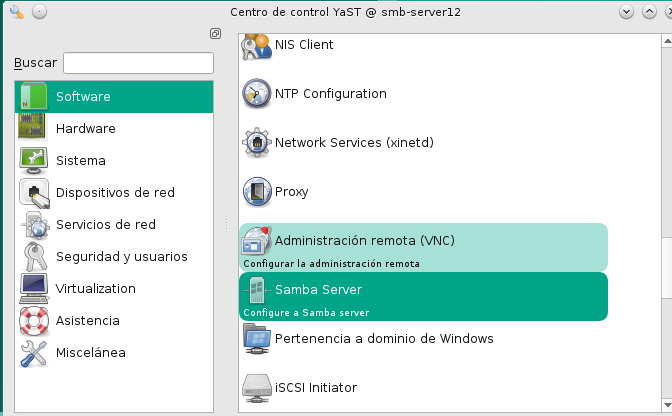 Centro de control YaST @ smb-server12
Buscar
Software
Hardware
Sistema
Dispositivos de red
Servicios de red
Seguridad y usuarios
Virtualization
Asistencia
Miscelánea
NIS Client
NTP Configuration
Network Services (xinetd)
Proxy
Administración remota (VNC)
Configurar la administración remota
Samba Server
Configure a Samba server
Pertenencia a dominio de Windows
iSCSI Initiator